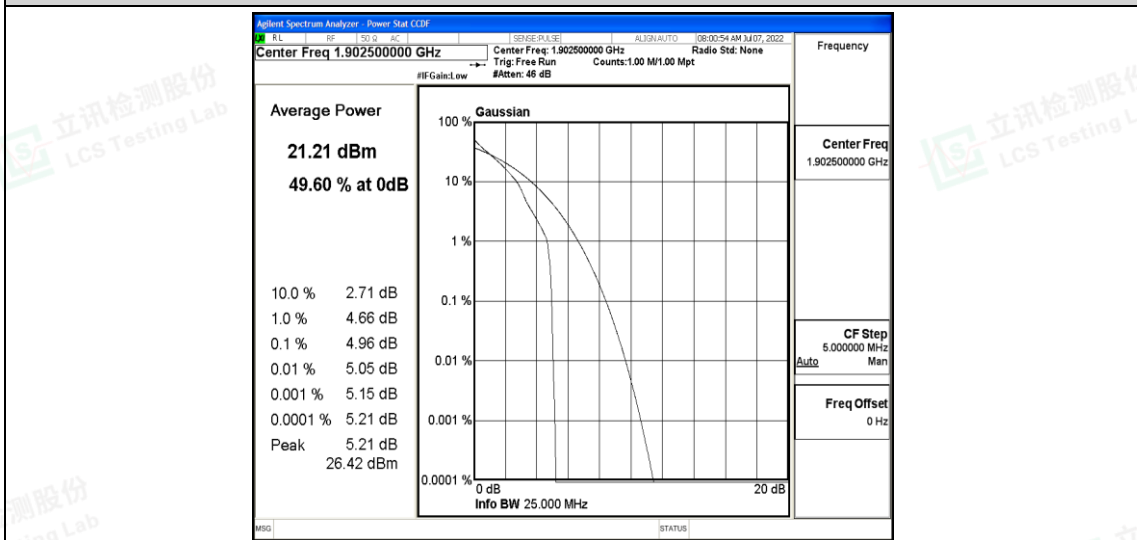 Agilent Spectrum Analyzer - Power Stat CCDF
RL RF 50 Ω AC SENSE:PULSE ALIGNAUTO 08:00:54 AM Jul 07, 2022
Center Freq 1.902500000 GHz
Center Freq: 1.902500000 GHz Radio Std: None
Trig: Free Run Counts:1.00 M/1.00 Mpt
#IFGain:Low #Atten: 46 dB
Frequency
Average Power
21.21 dBm
49.60 % at 0dB
10.0 % 2.71 dB
1.0 % 4.66 dB
0.1 % 4.96 dB
0.01 % 5.05 dB
0.001 % 5.15 dB
0.0001 % 5.21 dB
Peak 5.21 dB
26.42 dBm
Gaussian
100 %
10 %
1 %
0.1 %
0.01 %
0.001 %
0.0001 %
0 dB 20 dB
Info BW 25.000 MHz
Center Freq
1.902500000 GHz
CF Step
5.000000 MHz
Auto Man
Freq Offset
0 Hz
MSG STATUS
立讯检测股份
LCS Testing Lab
立讯检测股份
LCS Testing L
测股份
ing Lab